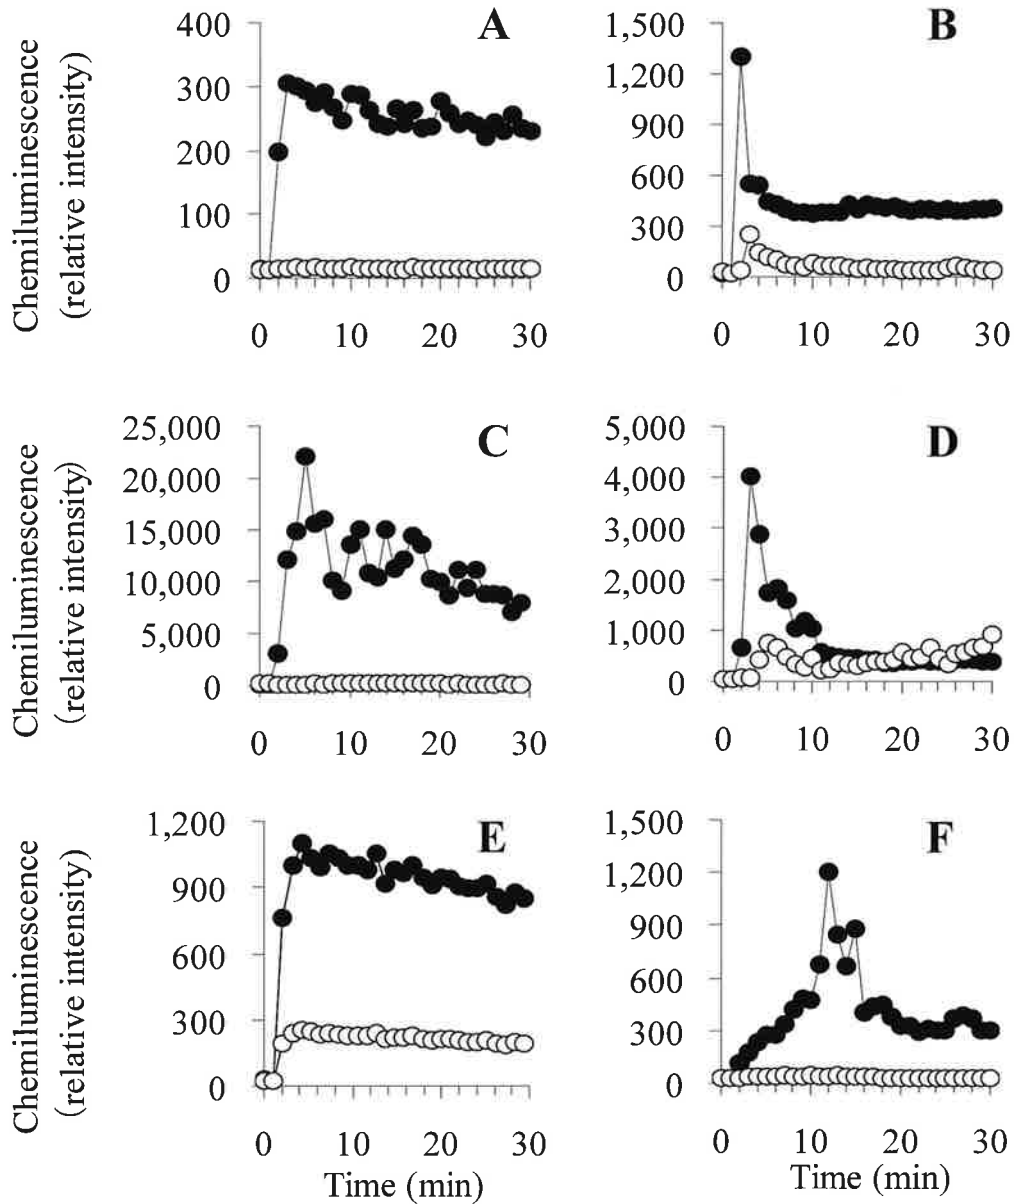 A
Chemiluminescence
(relative intensity)
400
300
200
100
0
0 10 20 30
B
1,500
1,200
900
600
300
0
0 10 20 30
C
Chemiluminescence
(relative intensity)
25,000
20,000
15,000
10,000
5,000
0
0 10 20 30
D
5,000
4,000
3,000
2,000
1,000
0
0 10 20 30
E
Chemiluminescence
(relative intensity)
1,200
900
600
300
0
0 10 20 30
Time (min)
F
1,500
1,200
900
600
300
0
0 10 20 30
Time (min)